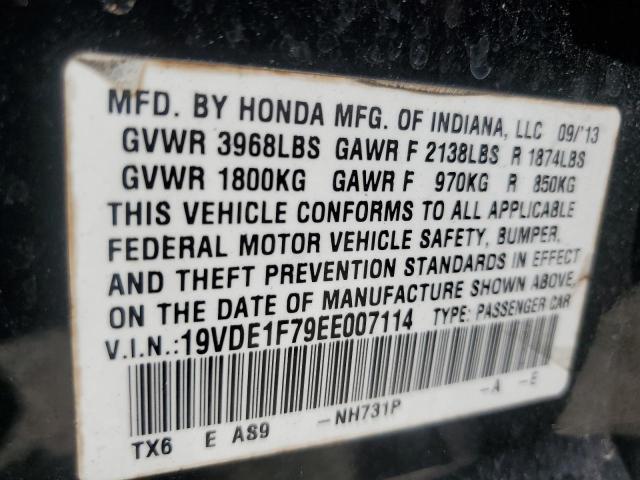 MFD. BY HONDA MFG. OF INDIANA, LLC 09/'13
GVWR 3968LBS GAWR F 2138LBS R 1874LBS
GVWR 1800KG GAWR F 970KG R 850KG
THIS VEHICLE CONFORMS TO ALL APPLICABLE
FEDERAL MOTOR VEHICLE SAFETY, BUMPER,
AND THEFT PREVENTION STANDARDS IN EFFECT
ON THE DATE OF MANUFACTURE SHOWN ABOVE.
V.I.N.:19VDE1F79EE007114 TYPE: PASSENGER CAR
TX6 E AS9 -NH731P -A -E